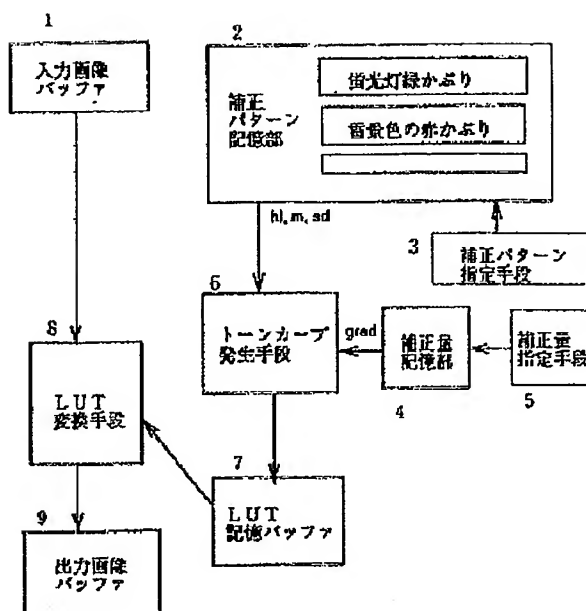 1
入力画像
バッファ
2
補正
パターン
記憶部
蛍光灯緑かぶり
背景色の赤かぶり
hl, m, sd
3
補正パターン
指定手段
6
トーンカーブ
発生手段
grad
補正量
記憶部
4
補正量
指定手段
5
8
LUT
変換手段
7
LUT
記憶バッファ
9
出力画像
バッファ